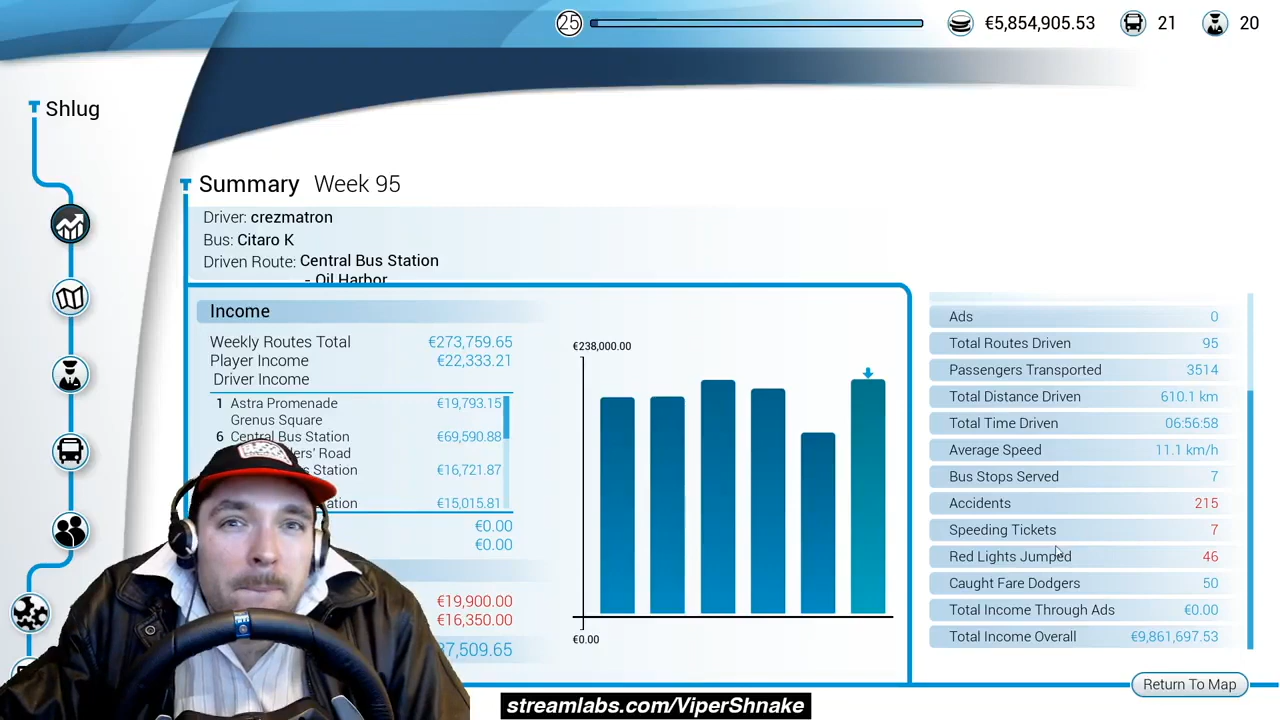 25
€5,854,905.53
21
20
Shlug
Summary Week 95
Driver: crezmatron
Bus: Citaro K
Driven Route: Central Bus Station
- Oil Harbor
Income
Weekly Routes Total €273,759.65
Player Income €22,333.21
Driver Income
1 Astra Promenade €19,793.15
Grenus Square
6 Central Bus Station €69,590.88
ders' Road
Station €16,721.87
ation €15,015.81
€0.00
€0.00
€19,900.00
€16,350.00
7,509.65
€238,000.00
€0.00
Ads 0
Total Routes Driven 95
Passengers Transported 3514
Total Distance Driven 610.1 km
Total Time Driven 06:56:58
Average Speed 11.1 km/h
Bus Stops Served 7
Accidents 215
Speeding Tickets 7
Red Lights Jumped 46
Caught Fare Dodgers 50
Total Income Through Ads €0.00
Total Income Overall €9,861,697.53
Return To Map
streamlabs.com/ViperShnake